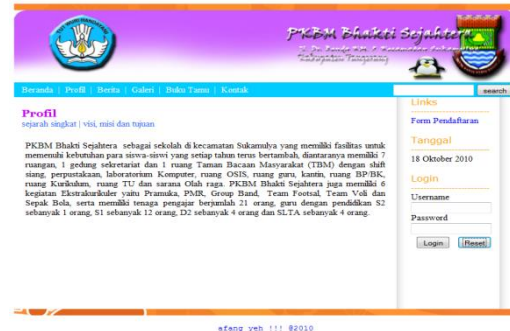 PKBM Bhakti Sejahtera
Kabupaten Tangerang
Beranda | Profil | Berita | Galeri | Buku Tamu | Kontak
search
Profil
sejarah singkat | visi, misi dan tujuan
PKBM Bhakti Sejahtera sebagai sekolah di kecamatan Sukamulya yang memiliki fasilitas untuk
memenuhi kebutuhan para siswa-siswi yang setiap tahun terus bertambah, diantaranya memiliki 7
ruangan, 1 gedung sekretariat dan 1 ruang Taman Bacaan Masyarakat (TBM) dengan shift
siang, perpustakaan, laboratorium Komputer, ruang OSIS, ruang guru, kantin, ruang BP/BK,
ruang Kurikulum, ruang TU dan sarana Olah raga. PKBM Bhakti Sejahtera juga memiliki 6
kegiatan Ekstrakurikuler yaitu Pramuka, PMR, Group Band, Team Footsal, Team Voli dan
Sepak Bola, serta memiliki tenaga pengajar berjumlah 21 orang, guru dengan pendidikan S2
sebanyak 1 orang, S1 sebanyak 12 orang, D2 sebanyak 4 orang dan SLTA sebanyak 4 orang.
Links
Form Pendaftaran
Tanggal
18 Oktober 2010
Login
Username
Password
Login Reset
afang yeh !!! @2010